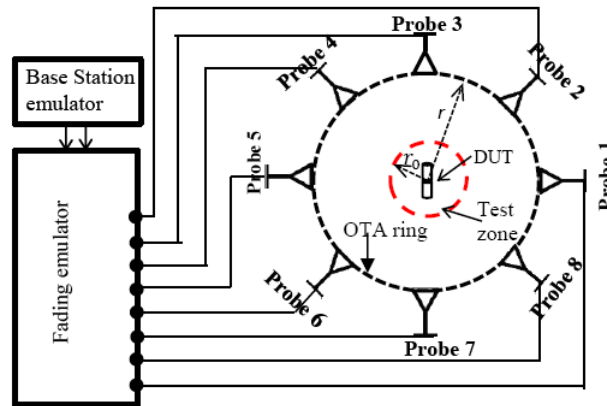 Base Station
emulator
Fading emulator
Probe 3
Probe 4
Probe 2
Probe 5
Probe 1
r
r₀
DUT
Test
zone
OTA ring
Probe 6
Probe 8
Probe 7